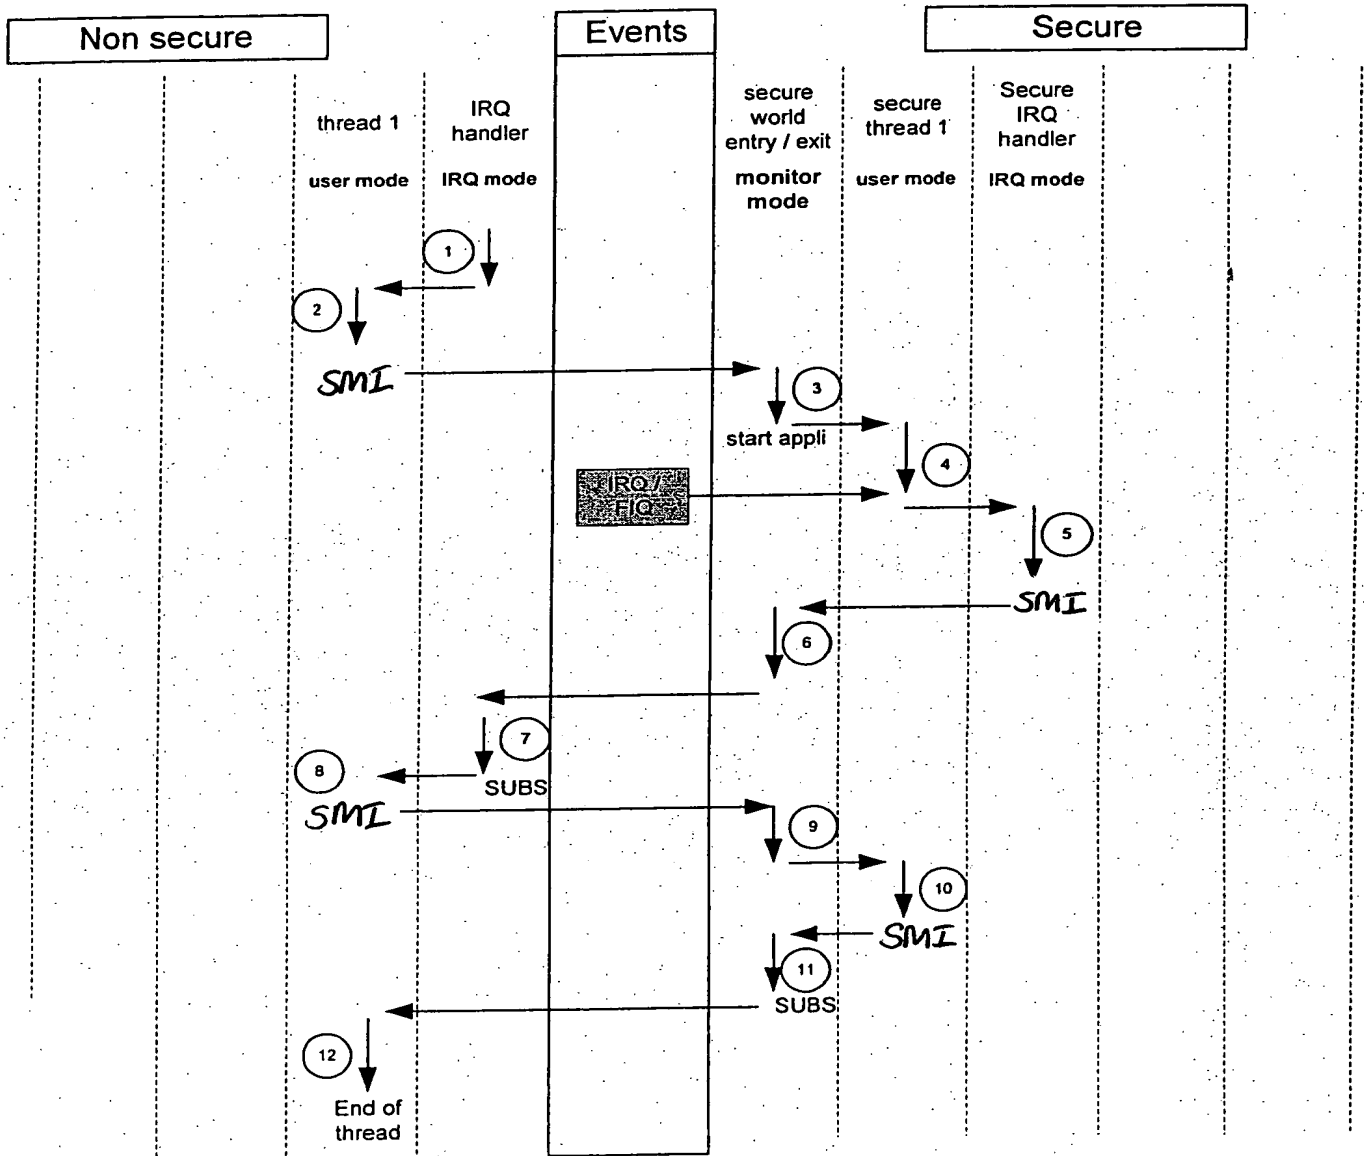 Non secure
Events
Secure
thread 1
user mode
IRQ
handler
IRQ mode
secure
world
entry / exit
monitor
mode
secure
thread 1
user mode
Secure
IRQ
handler
IRQ mode
1
2
SMI
3
start appli
4
IRQ /
FIQ
5
SMI
6
7
SUBS
8
SMI
9
10
SMI
11
SUBS
12
End of
thread